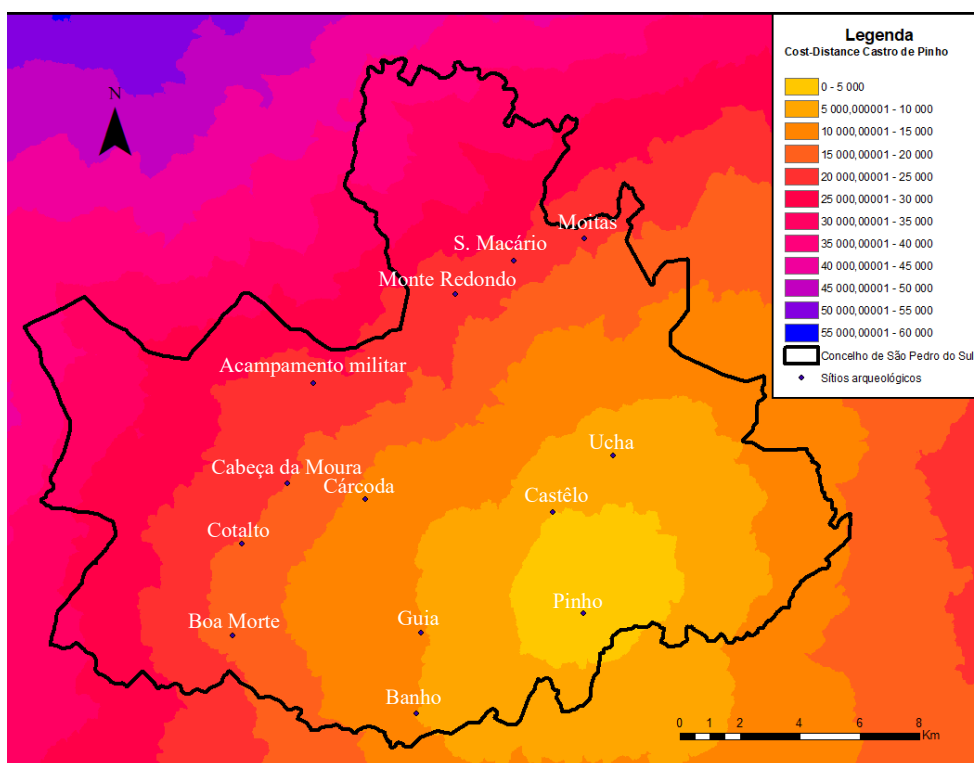 Legenda
Cost-Distance Castro de Pinho
0 - 5 000
5 000,000001 - 10 000
10 000,00001 - 15 000
15 000,00001 - 20 000
20 000,00001 - 25 000
25 000,00001 - 30 000
30 000,00001 - 35 000
35 000,00001 - 40 000
40 000,00001 - 45 000
45 000,00001 - 50 000
50 000,00001 - 55 000
55 000,00001 - 60 000
Concelho de São Pedro do Sul
Sítios arqueológicos
N
Moitas
S. Macário
Monte Redondo
Acampamento militar
Ucha
Cabeça da Moura
Cárcoda
Castêlo
Cotalto
Pinho
Boa Morte
Guia
Banho
0 1 2 4 6 8
Km